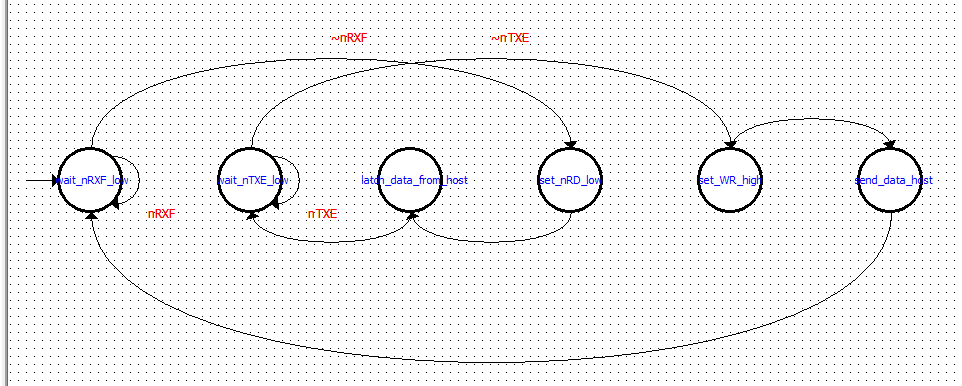 ~nRXF
~nTXE
wait_nRXF_low
wait_nTXE_low
latch_data_from_host
set_nRD_low
set_WR_high
send_data_host
nRXF
nTXE